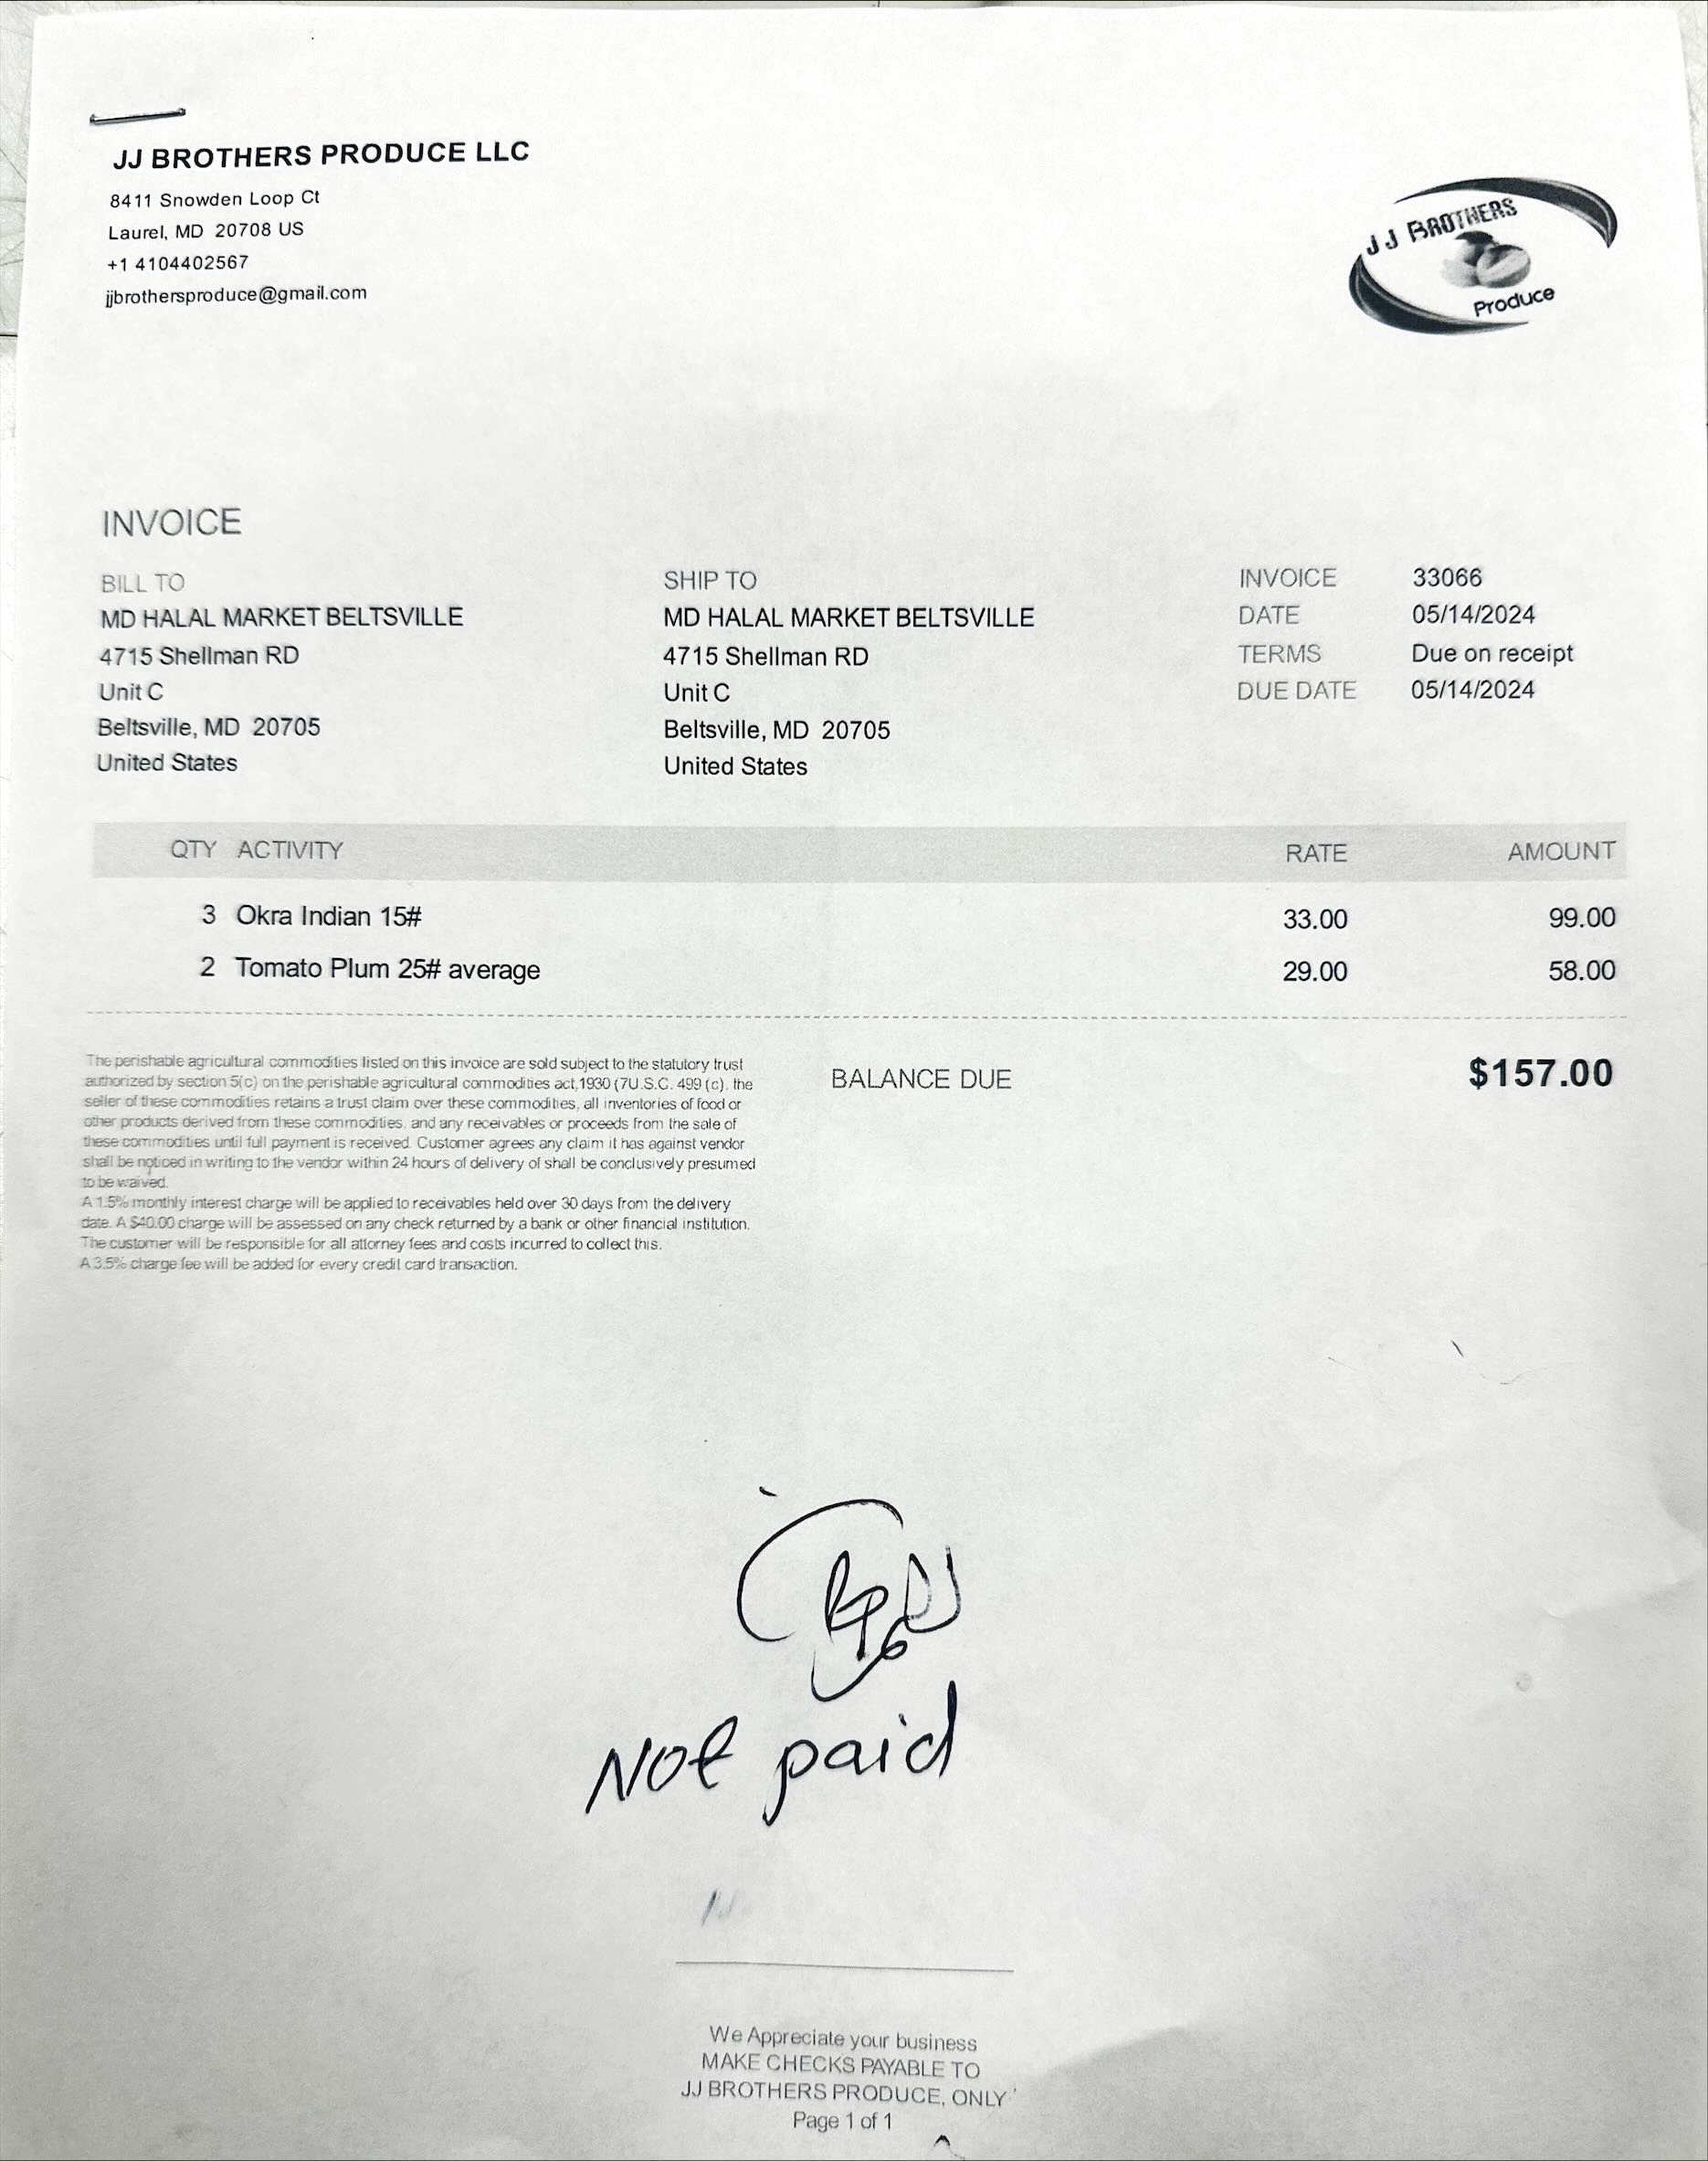 JJ BROTHERS PRODUCE LLC
8411 Snowden Loop Ct
Laurel, MD 20708 US
+1 4104402567
jjbrothersproduce@gmail.com
JJ BROTHERS
Produce
INVOICE
BILL TO
MD HALAL MARKET BELTSVILLE
4715 Shellman RD
Unit C
Beltsville, MD 20705
United States
SHIP TO
MD HALAL MARKET BELTSVILLE
4715 Shellman RD
Unit C
Beltsville, MD 20705
United States
INVOICE 33066
DATE 05/14/2024
TERMS Due on receipt
DUE DATE 05/14/2024
QTY ACTIVITY RATE AMOUNT
3 Okra Indian 15# 33.00 99.00
2 Tomato Plum 25# average 29.00 58.00
The perishable agricultural commodities listed on this invoice are sold subject to the statutory trust
authorized by section 5(c) on the perishable agricultural commodities act,1930 (7U.S.C. 499 (c). the
seller of these commodities retains a trust claim over these commodities, all inventories of food or
other products derived from these commodities, and any receivables or proceeds from the sale of
these commodities until full payment is received. Customer agrees any claim it has against vendor
shall be noticed in writing to the vendor within 24 hours of delivery of shall be conclusively presumed
to be waived.
A 1.5% monthly interest charge will be applied to receivables held over 30 days from the delivery
date. A $40.00 charge will be assessed on any check returned by a bank or other financial institution.
The customer will be responsible for all attorney fees and costs incurred to collect this.
A 3.5% charge fee will be added for every credit card transaction.
BALANCE DUE $157.00
Not paid
We Appreciate your business
MAKE CHECKS PAYABLE TO
JJ BROTHERS PRODUCE, ONLY
Page 1 of 1